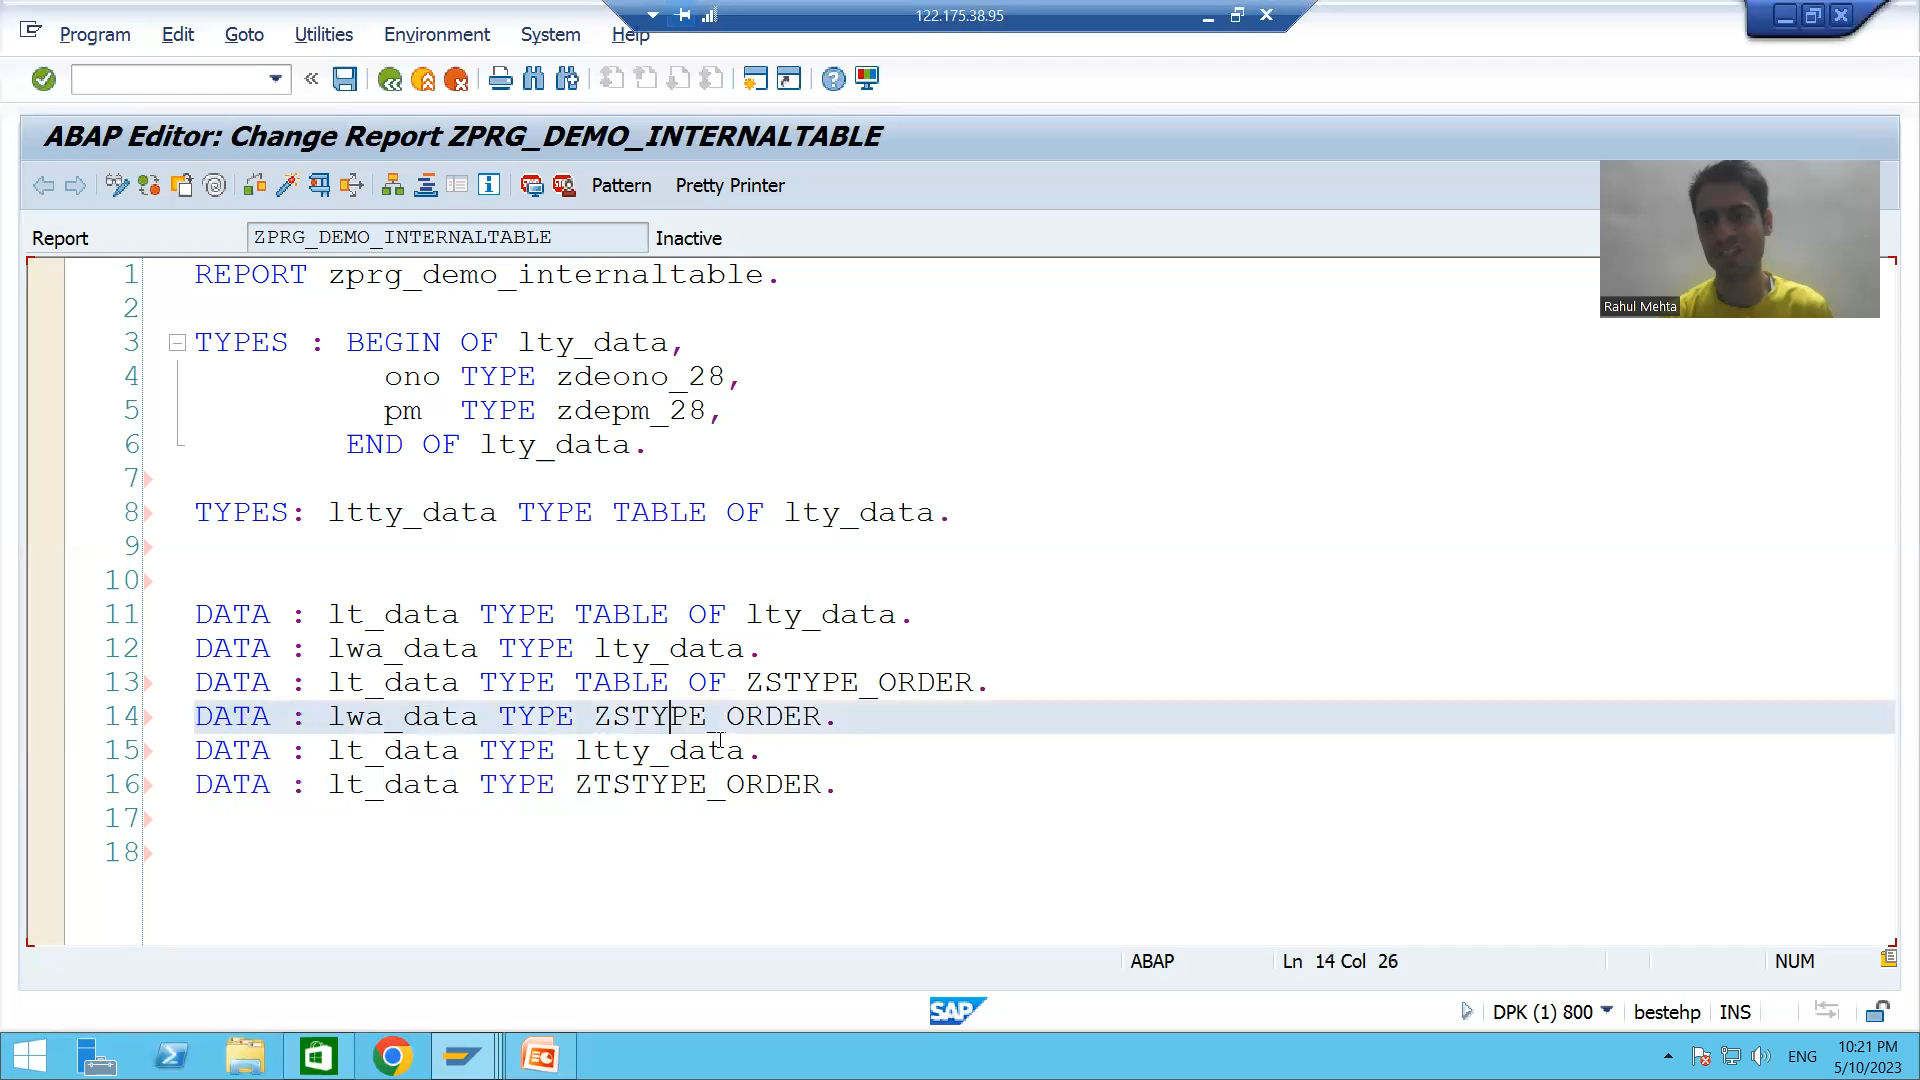 122.175.38.95
Program Edit Goto Utilities Environment System Help
ABAP Editor: Change Report ZPRG_DEMO_INTERNALTABLE
Pattern Pretty Printer
Report ZPRG_DEMO_INTERNALTABLE Inactive
Rahul Mehta
1 REPORT zprg_demo_internaltable.
2
3 TYPES : BEGIN OF lty_data,
4 ono TYPE zdeono_28,
5 pm TYPE zdepm_28,
6 END OF lty_data.
7
8 TYPES: ltty_data TYPE TABLE OF lty_data.
9
10
11 DATA : lt_data TYPE TABLE OF lty_data.
12 DATA : lwa_data TYPE lty_data.
13 DATA : lt_data TYPE TABLE OF ZSTYPE_ORDER.
14 DATA : lwa_data TYPE ZSTYPE_ORDER.
15 DATA : lt_data TYPE ltty_data.
16 DATA : lt_data TYPE ZTSTYPE_ORDER.
17
18
ABAP Ln 14 Col 26 NUM
SAP DPK (1) 800 bestehp INS
ENG 10:21 PM
5/10/2023